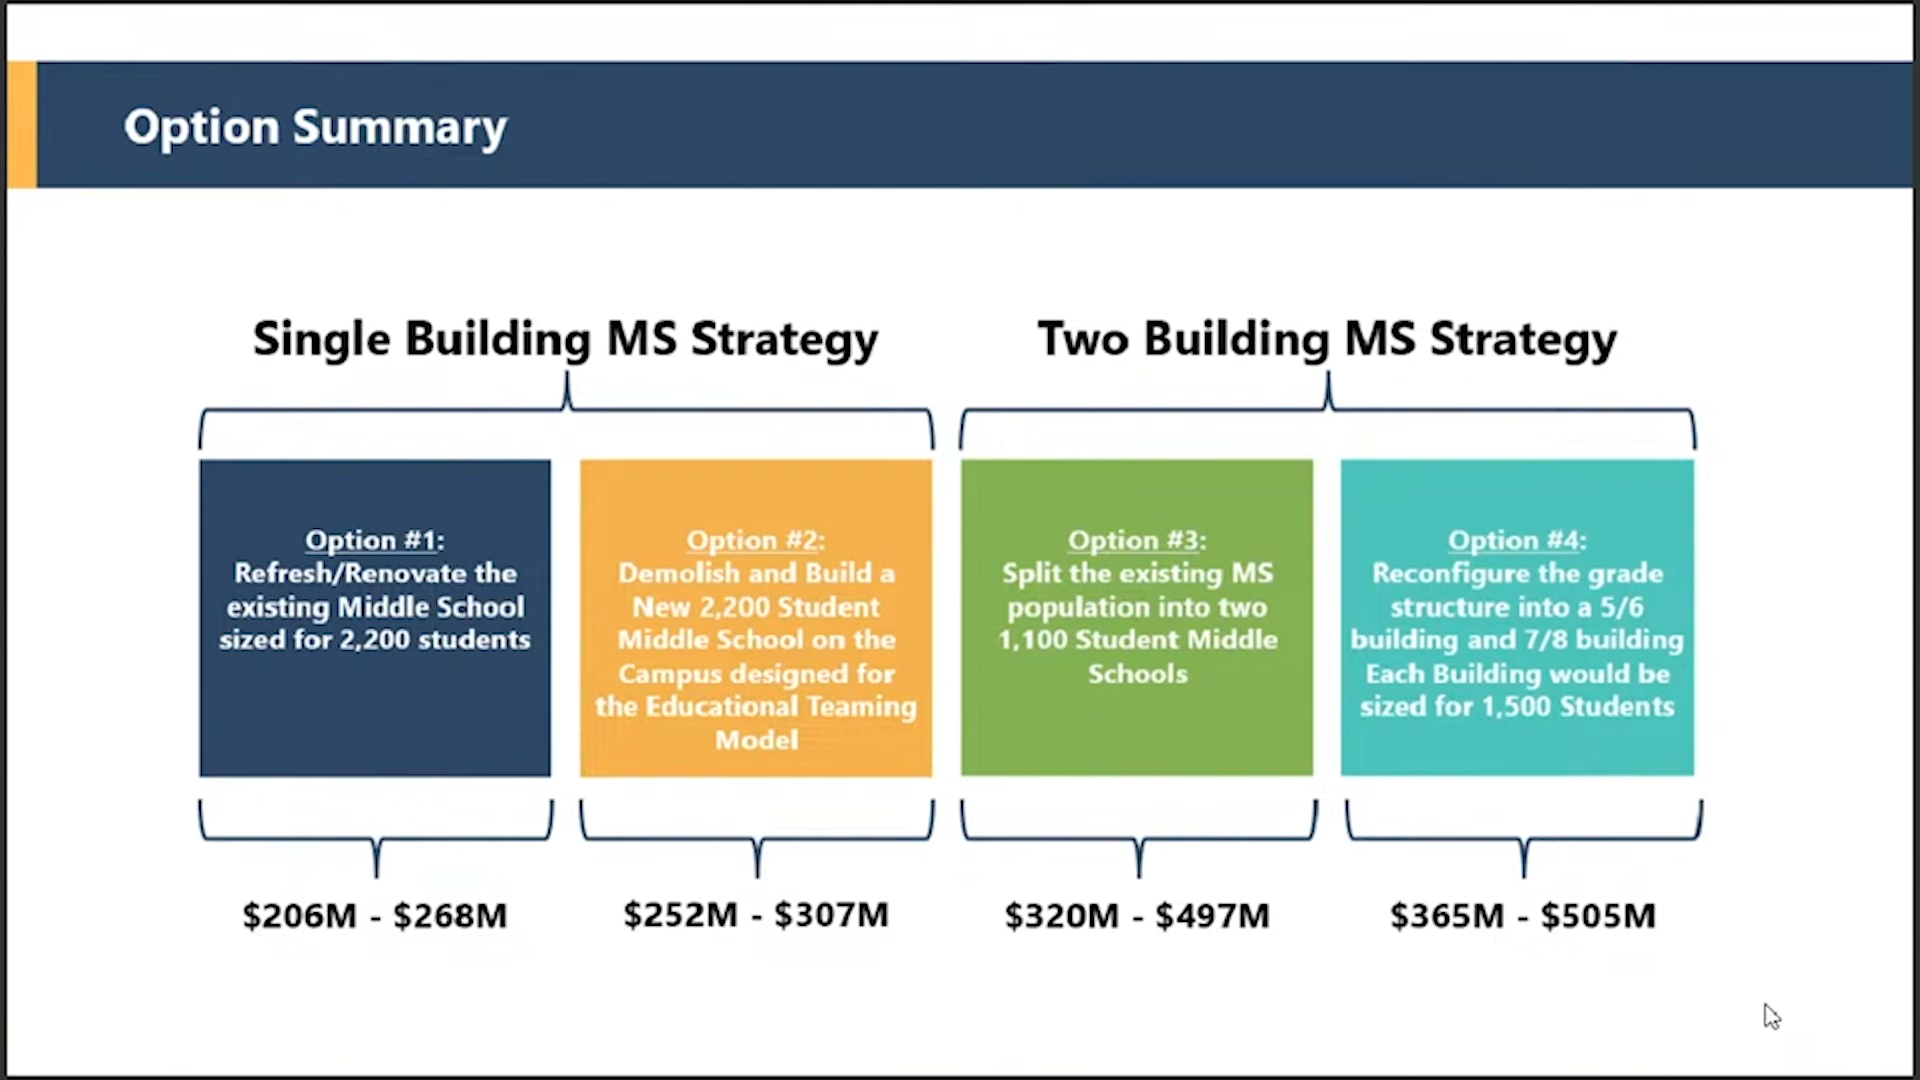 Option Summary
Single Building MS Strategy
Two Building MS Strategy
Option #1:
Refresh/Renovate the
existing Middle School
sized for 2,200 students
Option #2:
Demolish and Build a
New 2,200 Student
Middle School on the
Campus designed for
the Educational Teaming
Model
Option #3:
Split the existing MS
population into two
1,100 Student Middle
Schools
Option #4:
Reconfigure the grade
structure into a 5/6
building and 7/8 building
Each Building would be
sized for 1,500 Students
$206M - $268M
$252M - $307M
$320M - $497M
$365M - $505M